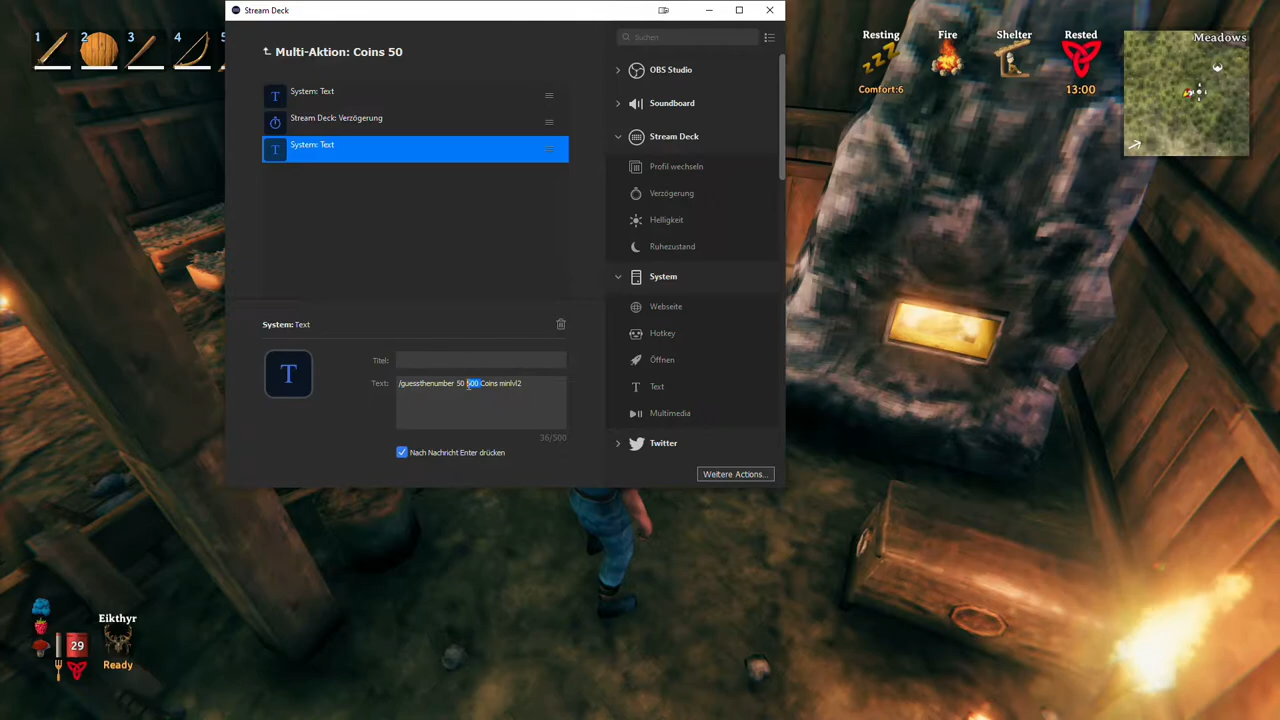 Stream Deck
Multi-Aktion: Coins 50
T System: Text
Stream Deck: Verzögerung
T System: Text
System: Text
T
Titel:
Text:
/guessthenumber 50 500 Coins minlvl2
36/500
Nach Nachricht Enter drücken
Suchen
OBS Studio
Soundboard
Stream Deck
Profil wechseln
Verzögerung
Helligkeit
Ruhezustand
System
Webseite
Hotkey
Öffnen
T Text
Multimedia
Twitter
Weitere Actions...
1 2 3 4 5
Resting Fire Shelter Rested
Comfort:6
13:00
Meadows
29
Eikthyr
Ready